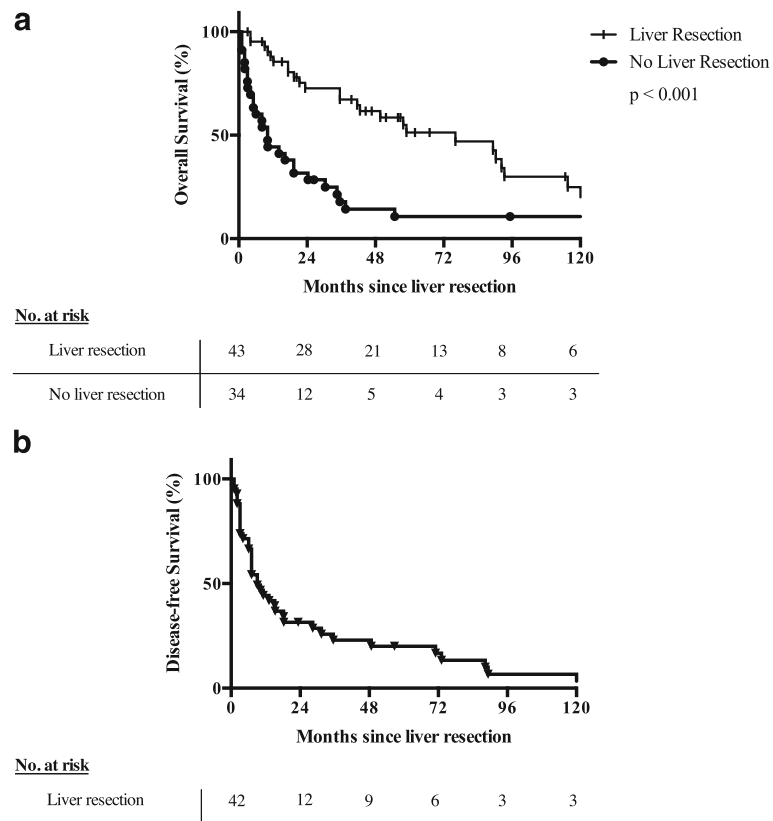 a
100
50
0
Overall Survival (%)
0 24 48 72 96 120
Months since liver resection
Liver Resection
No Liver Resection
p < 0.001
No. at risk
Liver resection 43 28 21 13 8 6
No liver resection 34 12 5 4 3 3
b
100
50
0
Disease-free Survival (%)
0 24 48 72 96 120
Months since liver resection
No. at risk
Liver resection 42 12 9 6 3 3